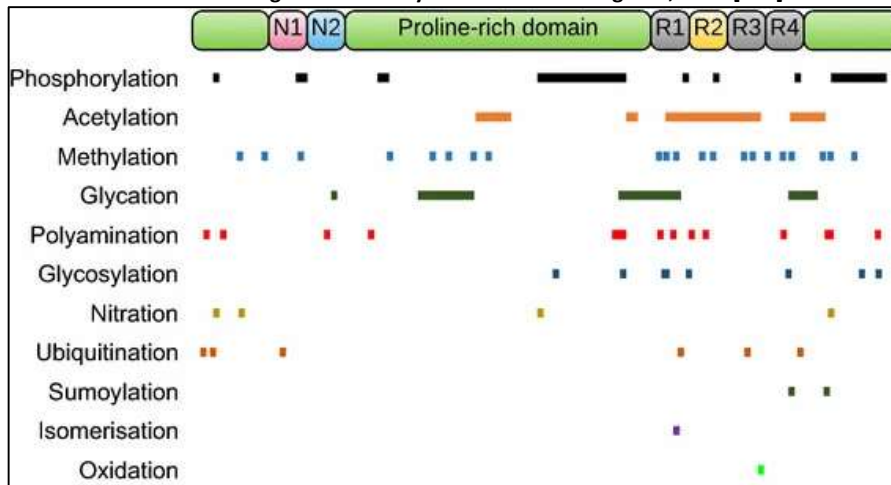 N1 N2 Proline-rich domain R1 R2 R3 R4
Phosphorylation
Acetylation
Methylation
Glycation
Polyamination
Glycosylation
Nitration
Ubiquitination
Sumoylation
Isomerisation
Oxidation